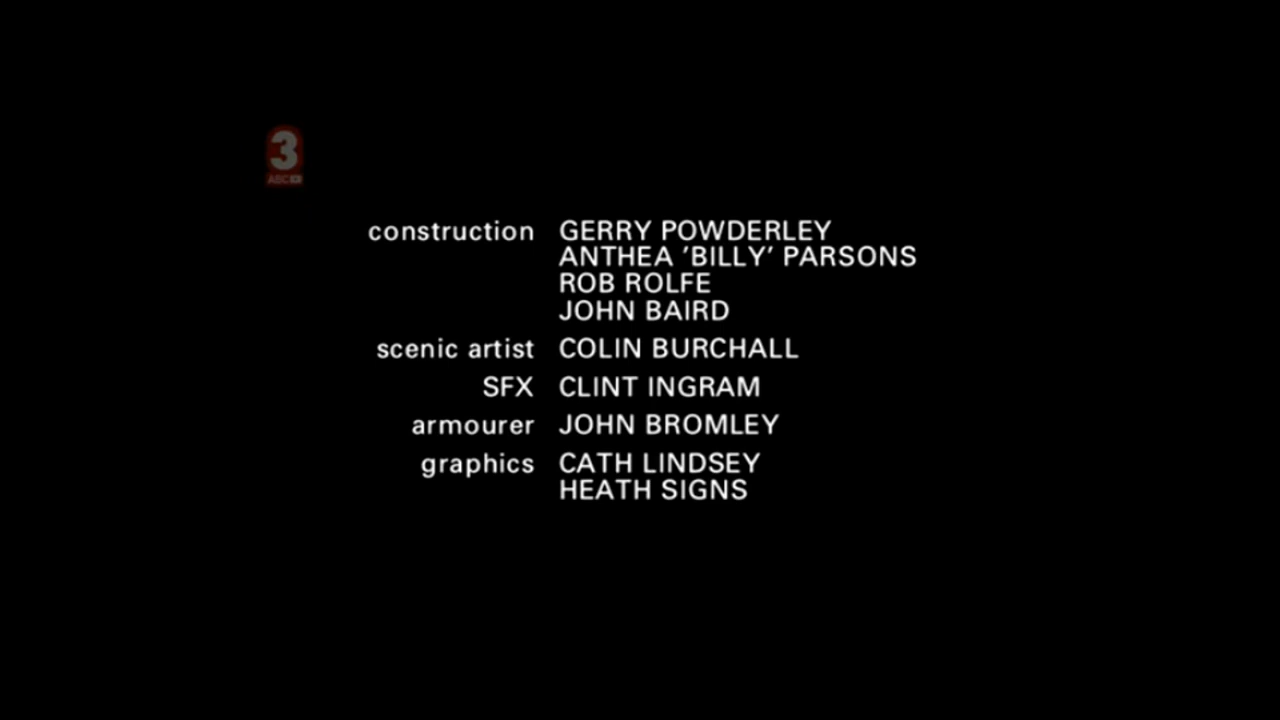 3
ABC
construction GERRY POWDERLEY
ANTHEA ’BILLY’ PARSONS
ROB ROLFE
JOHN BAIRD
scenic artist COLIN BURCHALL
SFX CLINT INGRAM
armourer JOHN BROMLEY
graphics CATH LINDSEY
HEATH SIGNS